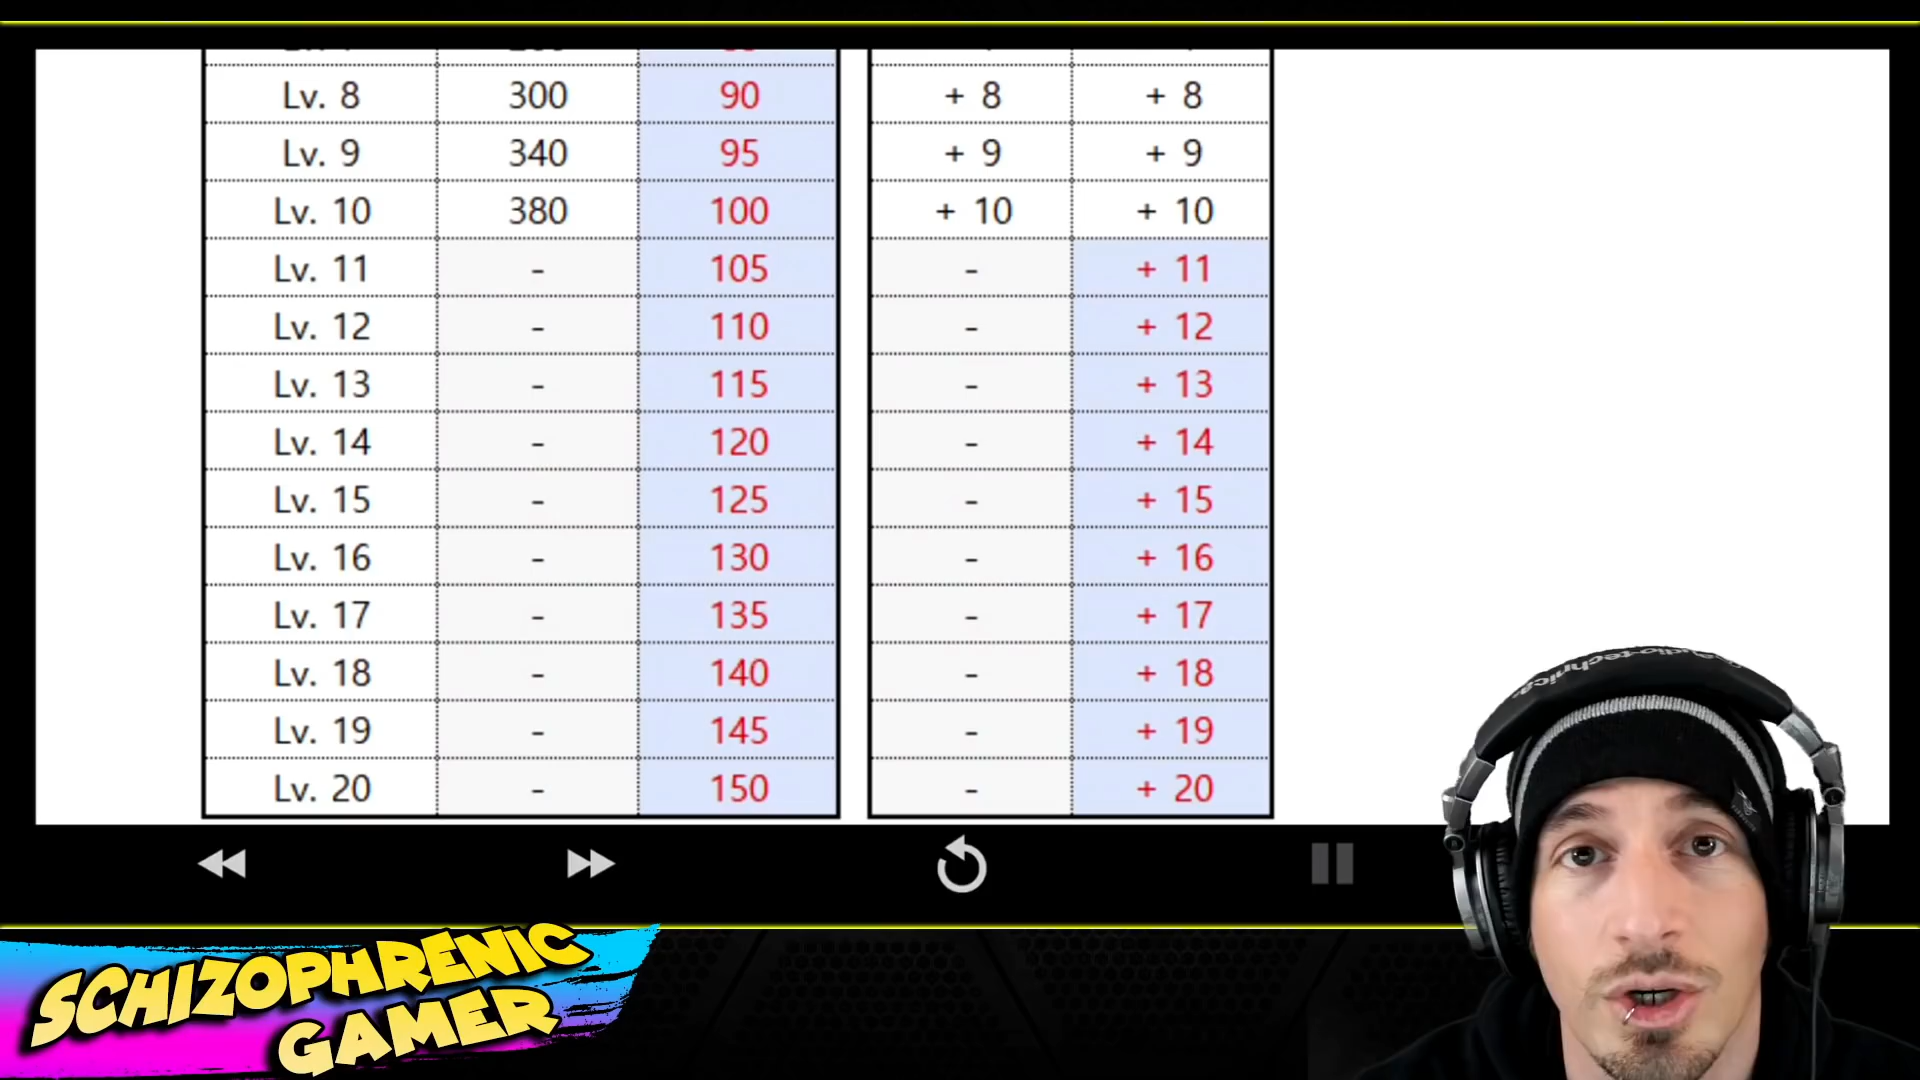 Lv. 8 300 90 + 8 + 8
Lv. 9 340 95 + 9 + 9
Lv. 10 380 100 + 10 + 10
Lv. 11 - 105 - + 11
Lv. 12 - 110 - + 12
Lv. 13 - 115 - + 13
Lv. 14 - 120 - + 14
Lv. 15 - 125 - + 15
Lv. 16 - 130 - + 16
Lv. 17 - 135 - + 17
Lv. 18 - 140 - + 18
Lv. 19 - 145 - + 19
Lv. 20 - 150 - + 20
audio-technica
SCHIZOPHRENIC
GAMER